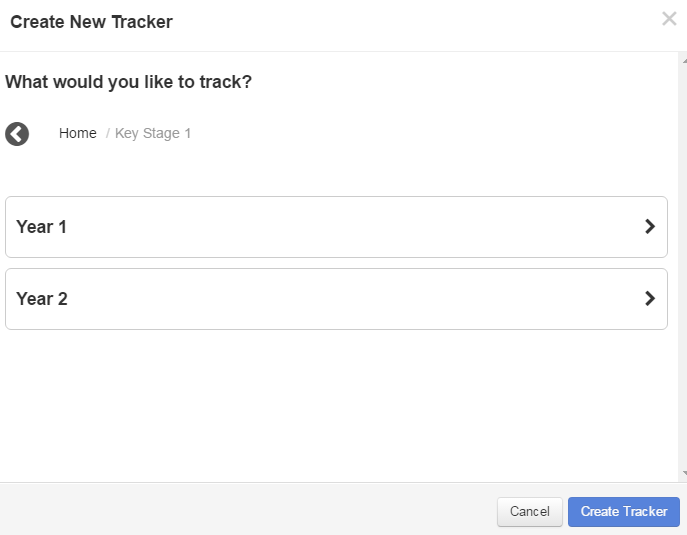 Create New Tracker
What would you like to track?
Home / Key Stage 1
Year 1
Year 2
Cancel Create Tracker